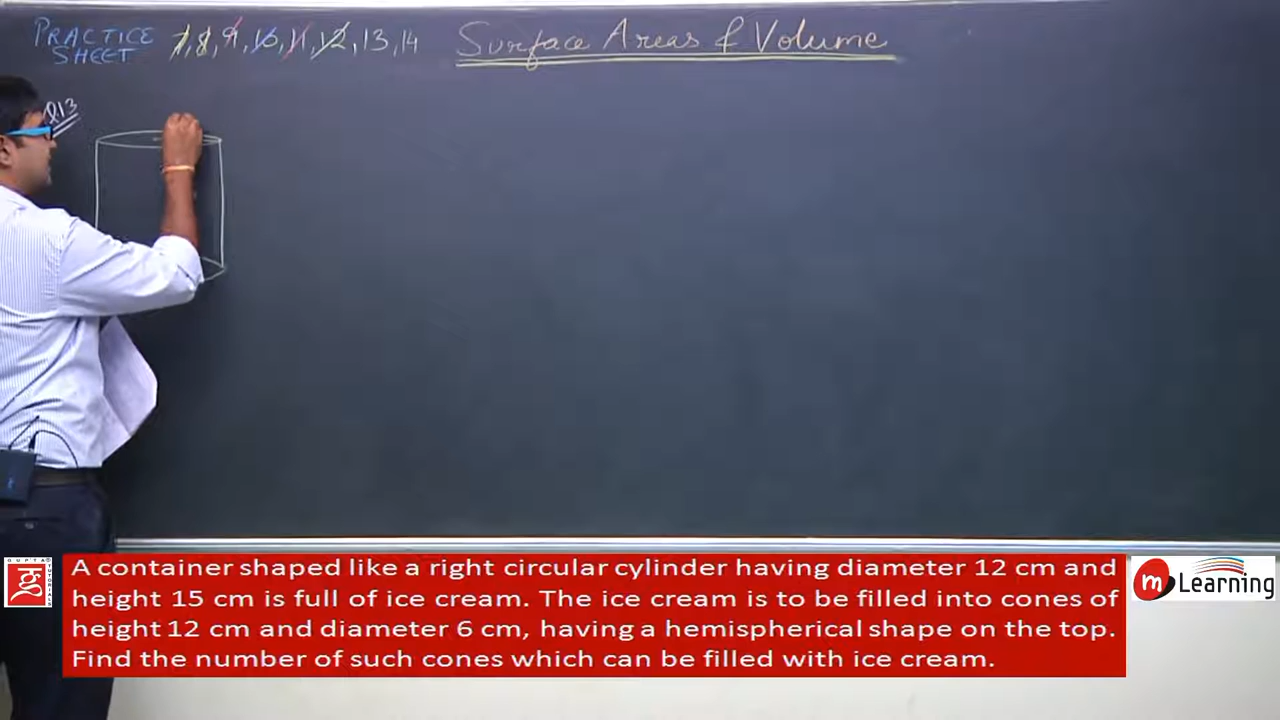 PRACTICE SHEET 7, 8, 9, 10, 11, 12, 13, 14 Surface Areas & Volume
Q13
A container shaped like a right circular cylinder having diameter 12 cm and
height 15 cm is full of ice cream. The ice cream is to be filled into cones of
height 12 cm and diameter 6 cm, having a hemispherical shape on the top.
Find the number of such cones which can be filled with ice cream.
GUPTA
ग
TUTORIALS
m Learning